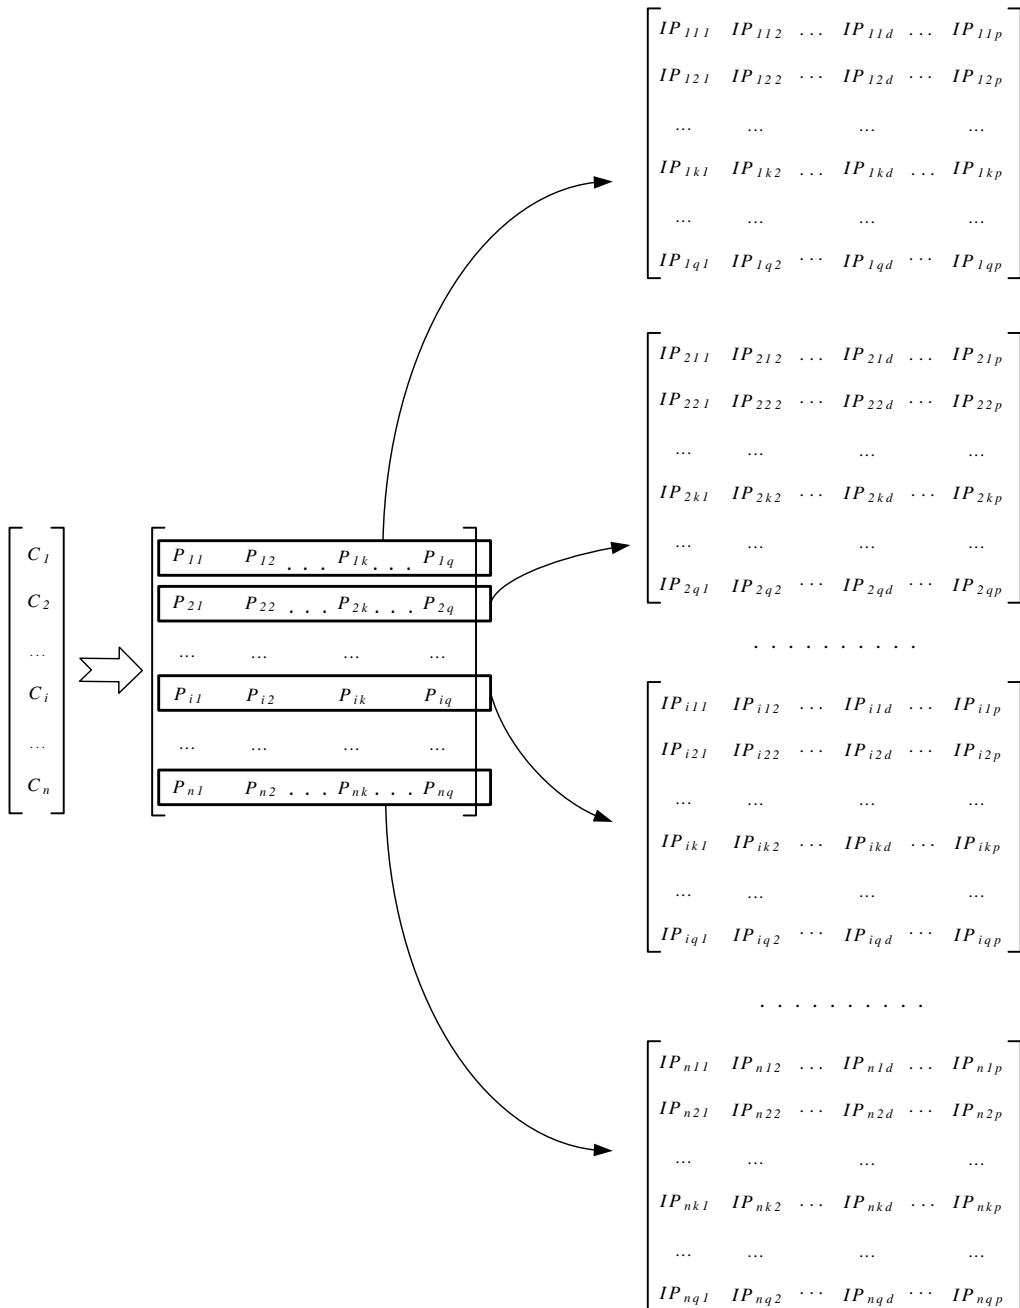 IP111 IP112 ... IP11d ... IP11p
IP121 IP122 ... IP12d ... IP12p
... ... ... ...
IP1k1 IP1k2 ... IP1kd ... IP1kp
... ... ... ...
IP1q1 IP1q2 ... IP1qd ... IP1qp
IP211 IP212 ... IP21d ... IP21p
IP221 IP222 ... IP22d ... IP22p
... ... ... ...
IP2k1 IP2k2 ... IP2kd ... IP2kp
... ... ... ...
IP2q1 IP2q2 ... IP2qd ... IP2qp
. . . . . . . . . .
C1
C2
...
Ci
...
Cn
P11 P12 ... P1k ... P1q
P21 P22 ... P2k ... P2q
... ... ... ...
Pi1 Pi2 Pik Piq
... ... ... ...
Pn1 Pn2 ... Pnk ... Pnq
IPi11 IPi12 ... IPi1d ... IPi1p
IPi21 IPi22 ... IPi2d ... IPi2p
... ... ... ...
IPik1 IPik2 ... IPikd ... IPikp
... ... ... ...
IPiq1 IPiq2 ... IPiqd ... IPiqp
. . . . . . . . . .
IPn11 IPn12 ... IPn1d ... IPn1p
IPn21 IPn22 ... IPn2d ... IPn2p
... ... ... ...
IPnk1 IPnk2 ... IPnkd ... IPnkp
... ... ... ...
IPnq1 IPnq2 ... IPnqd ... IPnqp